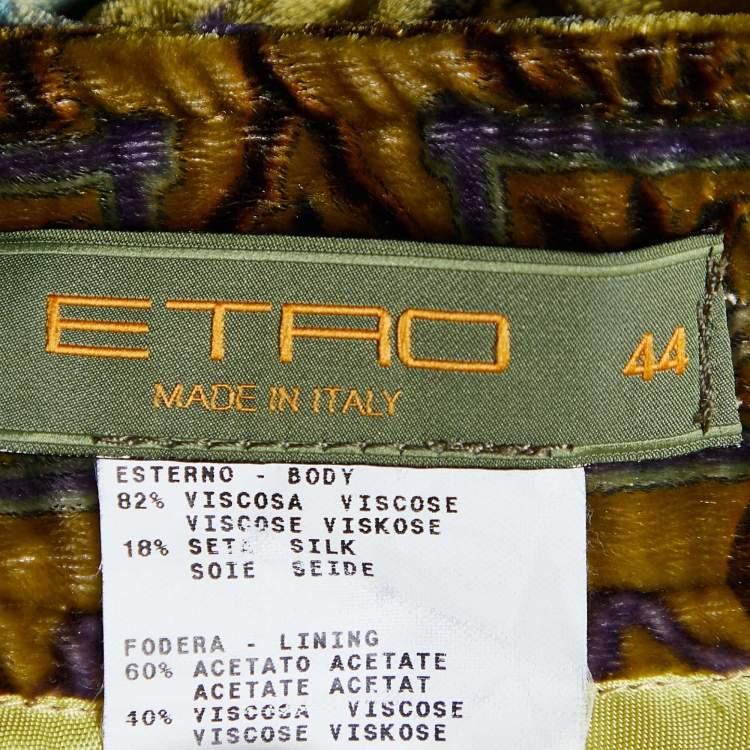 ETRO
44
MADE IN ITALY
ESTERNO - BODY
82% VISCOSA VISCOSE
VISCOSE VISKOSE
18% SETA SILK
SOIE SEIDE
FODERA - LINING
60% ACETATO ACETATE
ACETATE ACETAT
40% VISCOSA VISCOSE
VISCOSE VISKOSE